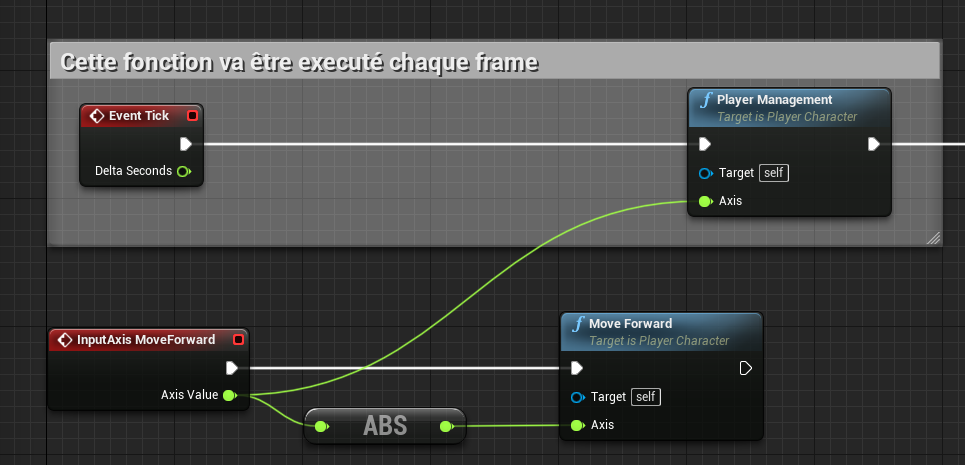 Cette fonction va être executé chaque frame
Event Tick
Delta Seconds
Player Management
Target is Player Character
Target self
Axis
InputAxis MoveForward
Axis Value
ABS
Move Forward
Target is Player Character
Target self
Axis